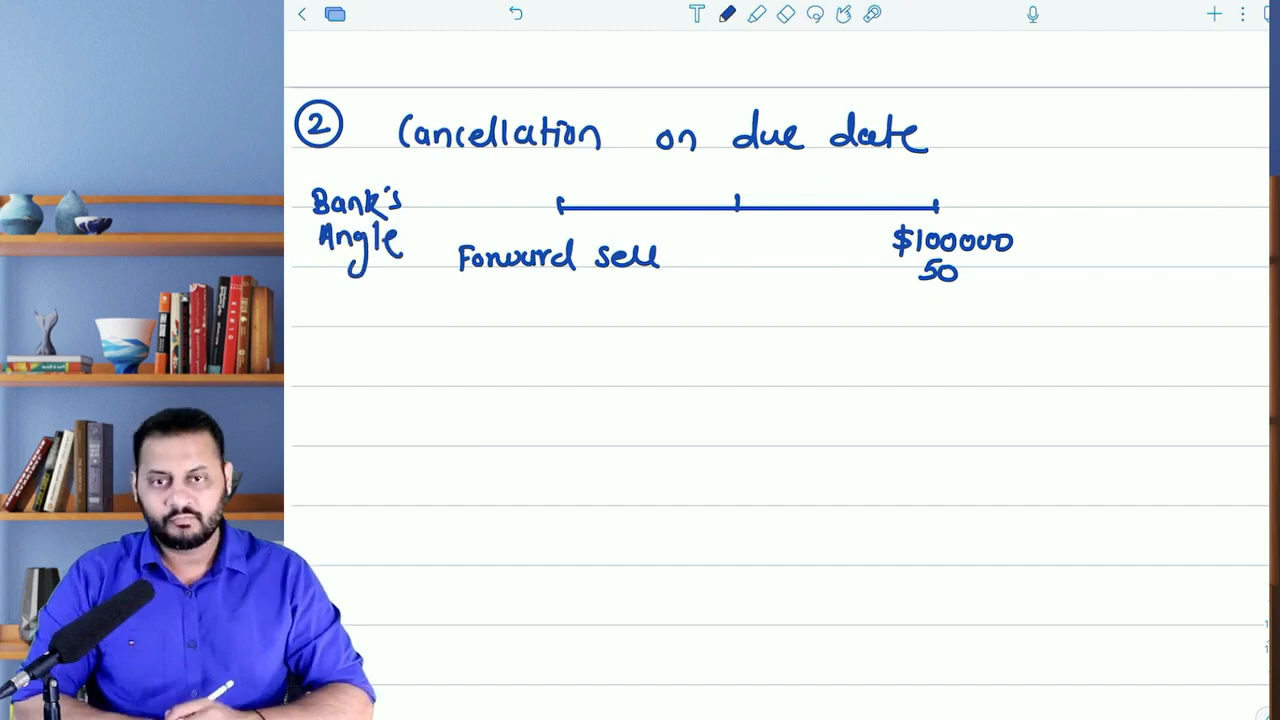 2 Cancellation on due date
Bank's
Angle
Forward sell
$100000
50